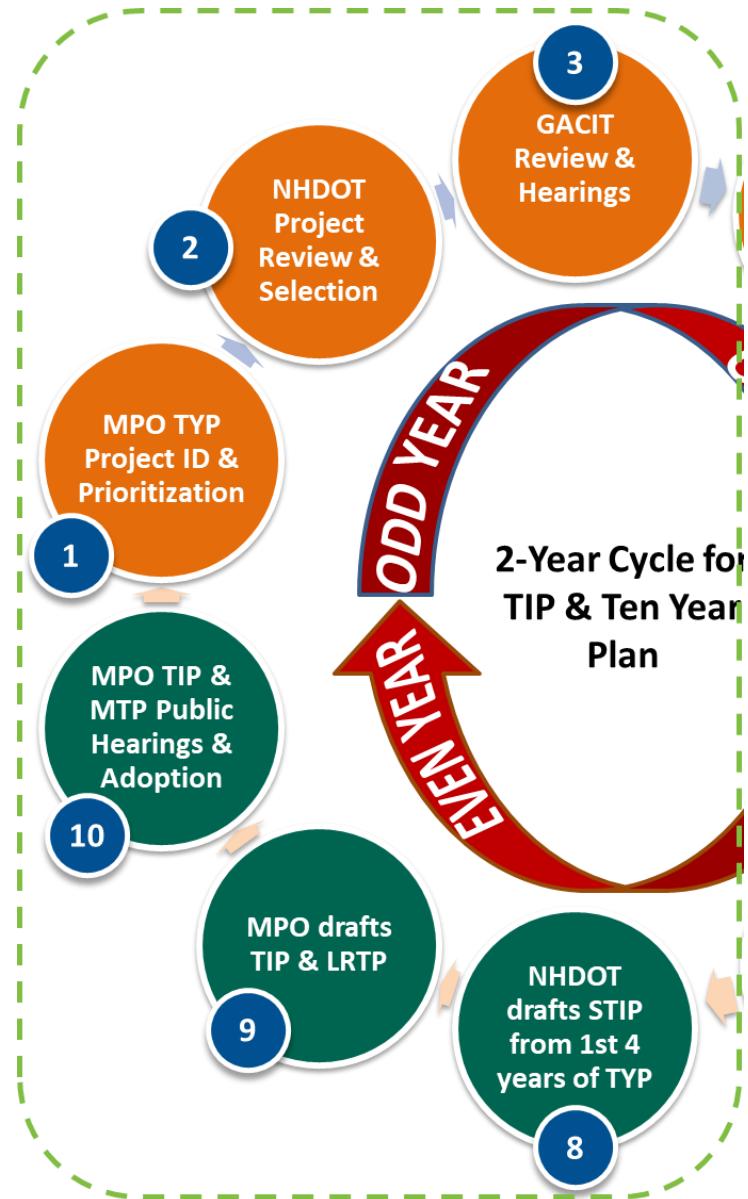 3
GACIT
Review &
Hearings
2
NHDOT
Project
Review &
Selection
1
MPO TYP
Project ID &
Prioritization
ODD YEAR
2-Year Cycle for
TIP & Ten Year
Plan
EVEN YEAR
10
MPO TIP &
MTP Public
Hearings &
Adoption
9
MPO drafts
TIP & LRTP
8
NHDOT
drafts STIP
from 1st 4
years of TYP